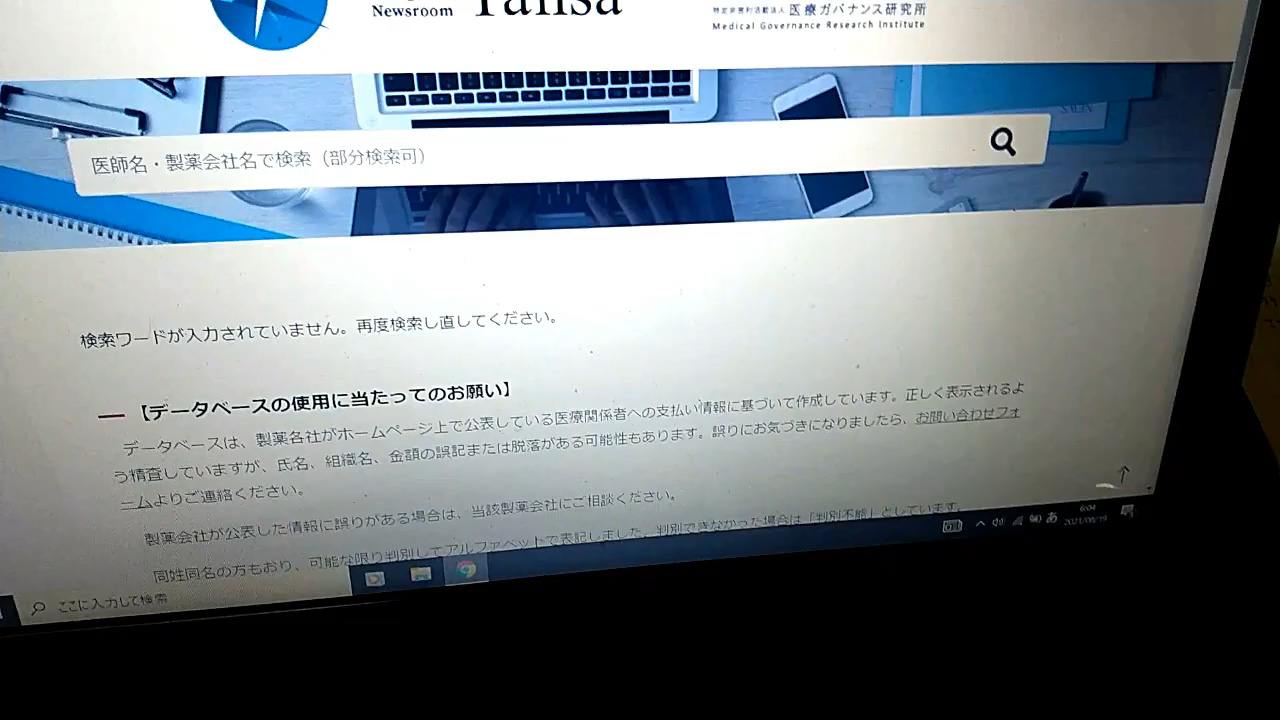 Newsroom
Tansa
特定非営利活動法人 医療ガバナンス研究所
Medical Governance Research Institute
医師名・製薬会社名で検索（部分検索可）
検索ワードが入力されていません。再度検索し直してください。
【データベースの使用に当たってのお願い】
データベースは、製薬各社がホームページ上で公表している医療関係者への支払い情報に基づいて作成しています。正しく表示されるよ
う精査していますが、氏名、組織名、金額の誤記または脱落がある可能性もあります。誤りにお気づきになりましたら、お問い合わせフォ
ームよりご連絡ください。
製薬会社が公表した情報に誤りがある場合は、当該製薬会社にご相談ください。
同姓同名の方もおり、可能な限り判別してアルファベットで表記しました。判別できなかった場合は「判別不能」としています。
ここに入力して検索
あ
6:04
2021/08/19